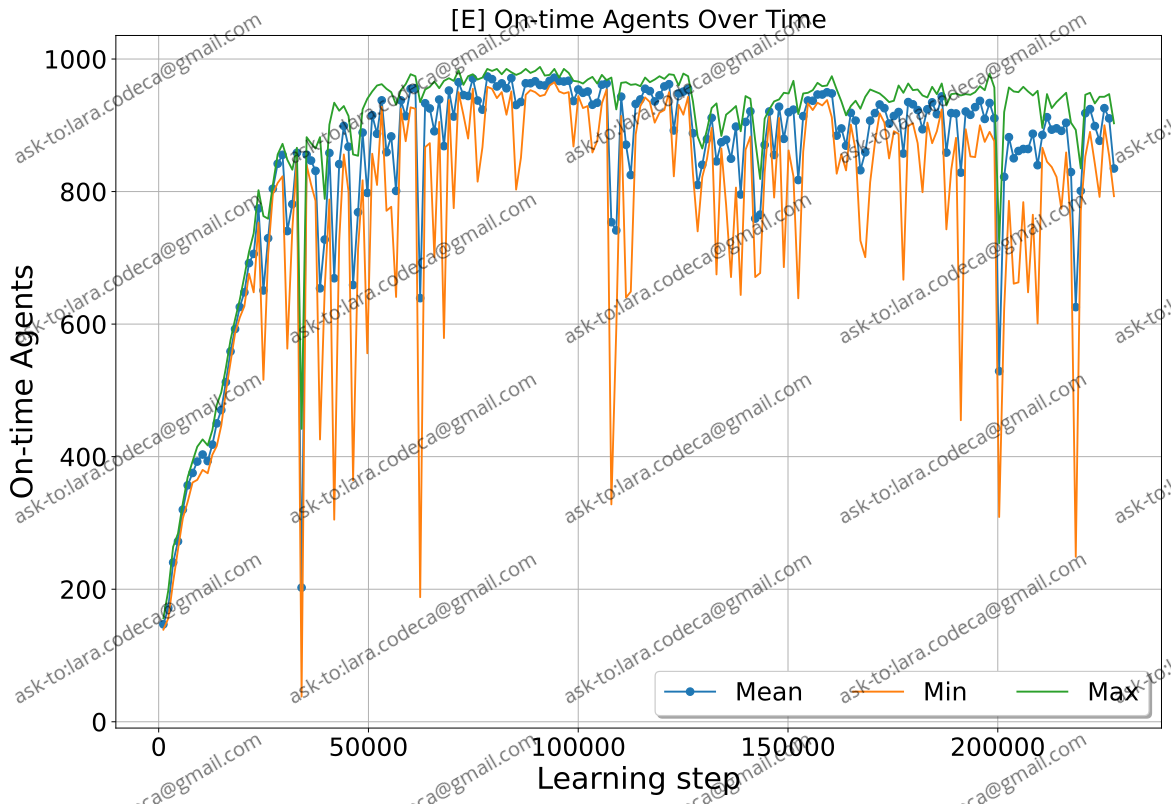 [E] On-time Agents Over Time
On-time Agents
1000
800
600
400
200
0
0 50000 100000 150000 200000
Learning step
Mean Min Max
ask-to:lara.codeca@gmail.com